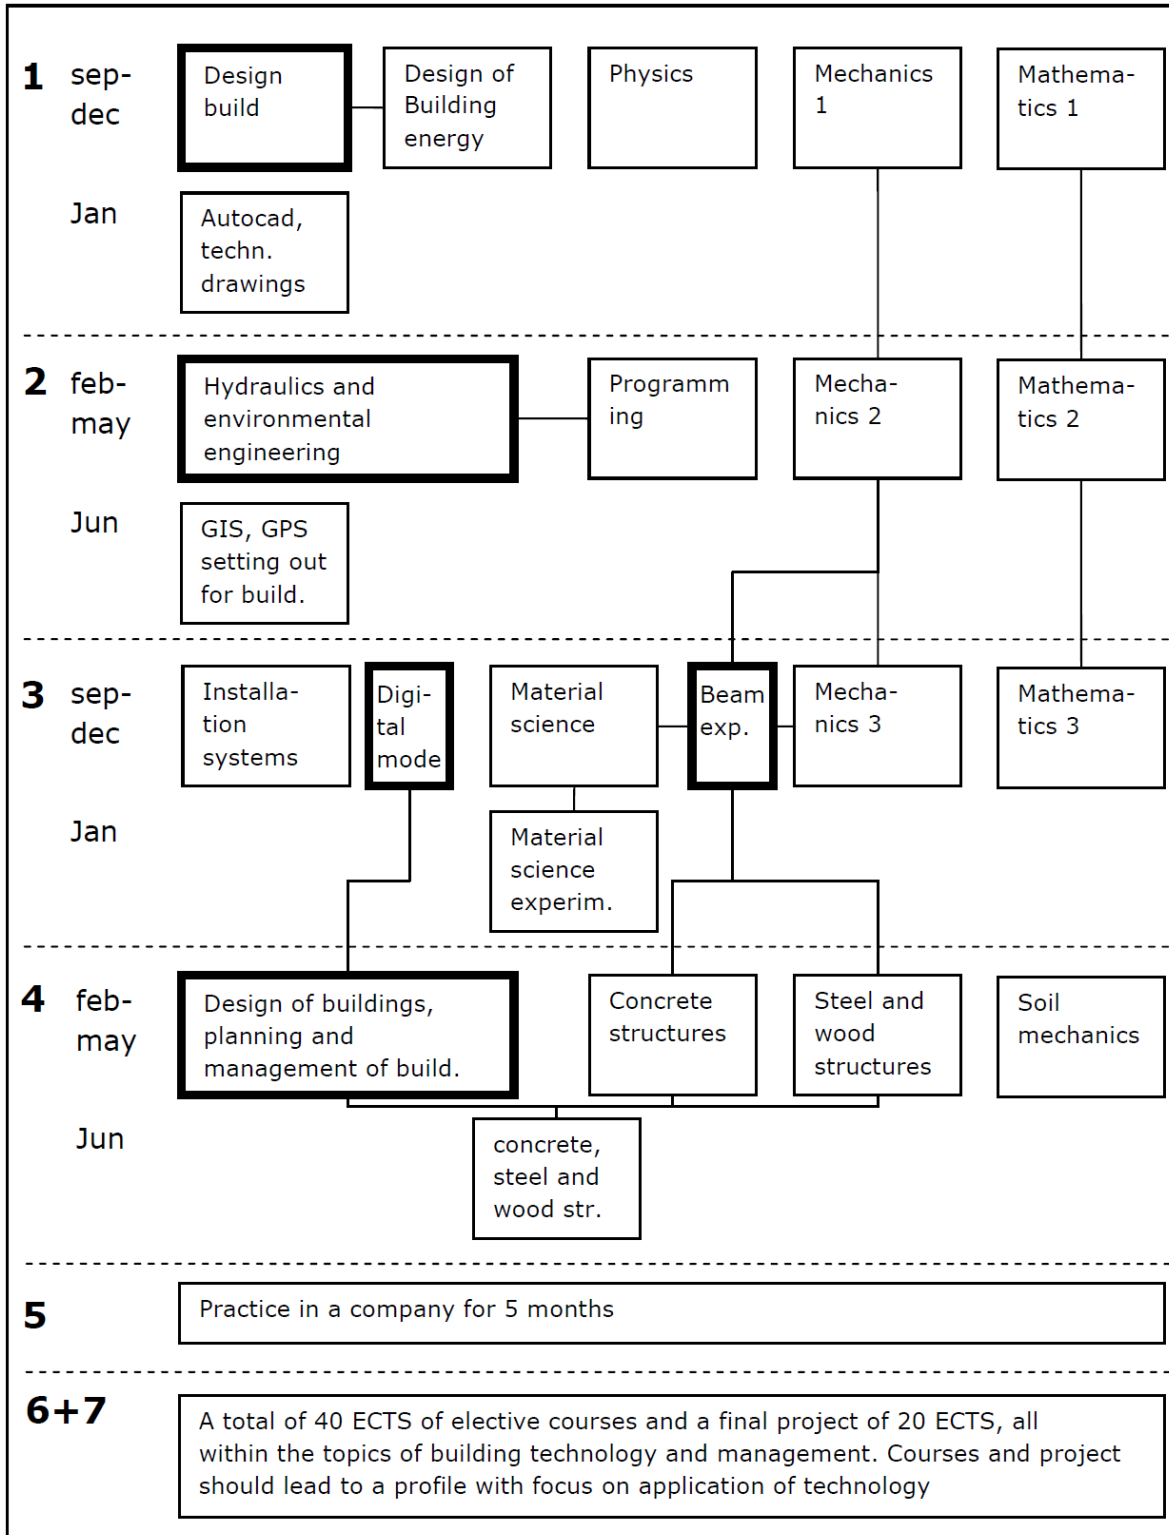 1
sep-
dec
Design
build
Design of
Building
energy
Physics
Mechanics
1
Mathema-
tics 1
Jan
Autocad,
techn.
drawings
2
feb-
may
Hydraulics and
environmental
engineering
Programm
ing
Mecha-
nics 2
Mathema-
tics 2
Jun
GIS, GPS
setting out
for build.
3
sep-
dec
Installa-
tion
systems
Digi-
tal
mode
Material
science
Beam
exp.
Mecha-
nics 3
Mathema-
tics 3
Jan
Material
science
experim.
4
feb-
may
Design of buildings,
planning and
management of build.
Concrete
structures
Steel and
wood
structures
Soil
mechanics
Jun
concrete,
steel and
wood str.
5
Practice in a company for 5 months
6+7
A total of 40 ECTS of elective courses and a final project of 20 ECTS, all
within the topics of building technology and management. Courses and project
should lead to a profile with focus on application of technology